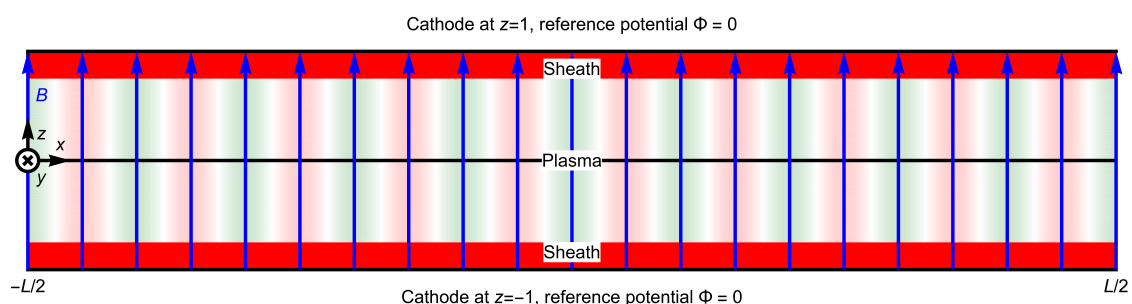 Cathode at z=1, reference potential Φ = 0
Sheath
B
z
x
Plasma
y
Sheath
−L/2
L/2
Cathode at z=−1, reference potential Φ = 0